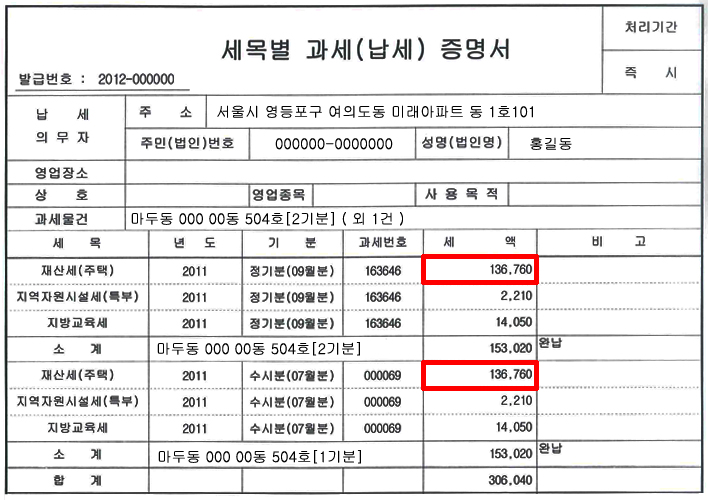 세목별 과세(납세) 증명서
처리기간
즉 시
발급번호 : 2012-000000
납 세
의 무 자
주 소 서울시 영등포구 여의도동 미래아파트 동 1호101
주민(법인)번호 000000-0000000 성명(법인명) 홍길동
영업장소
상 호 영업종목 사 용 목 적
과세물건 마두동 000 00동 504호[2기분] ( 외 1건 )
세 목 년 도 기 분 과세번호 세 액 비 고
재산세(주택) 2011 정기분(09월분) 163646 136,760
지역자원시설세(특부) 2011 정기분(09월분) 163646 2,210
지방교육세 2011 정기분(09월분) 163646 14,050
소 계 마두동 000 00동 504호[2기분] 153,020 완납
재산세(주택) 2011 수시분(07월분) 000069 136,760
지역자원시설세(특부) 2011 수시분(07월분) 000069 2,210
지방교육세 2011 수시분(07월분) 000069 14,050
소 계 마두동 000 00동 504호[1기분] 153,020 완납
합 계 306,040